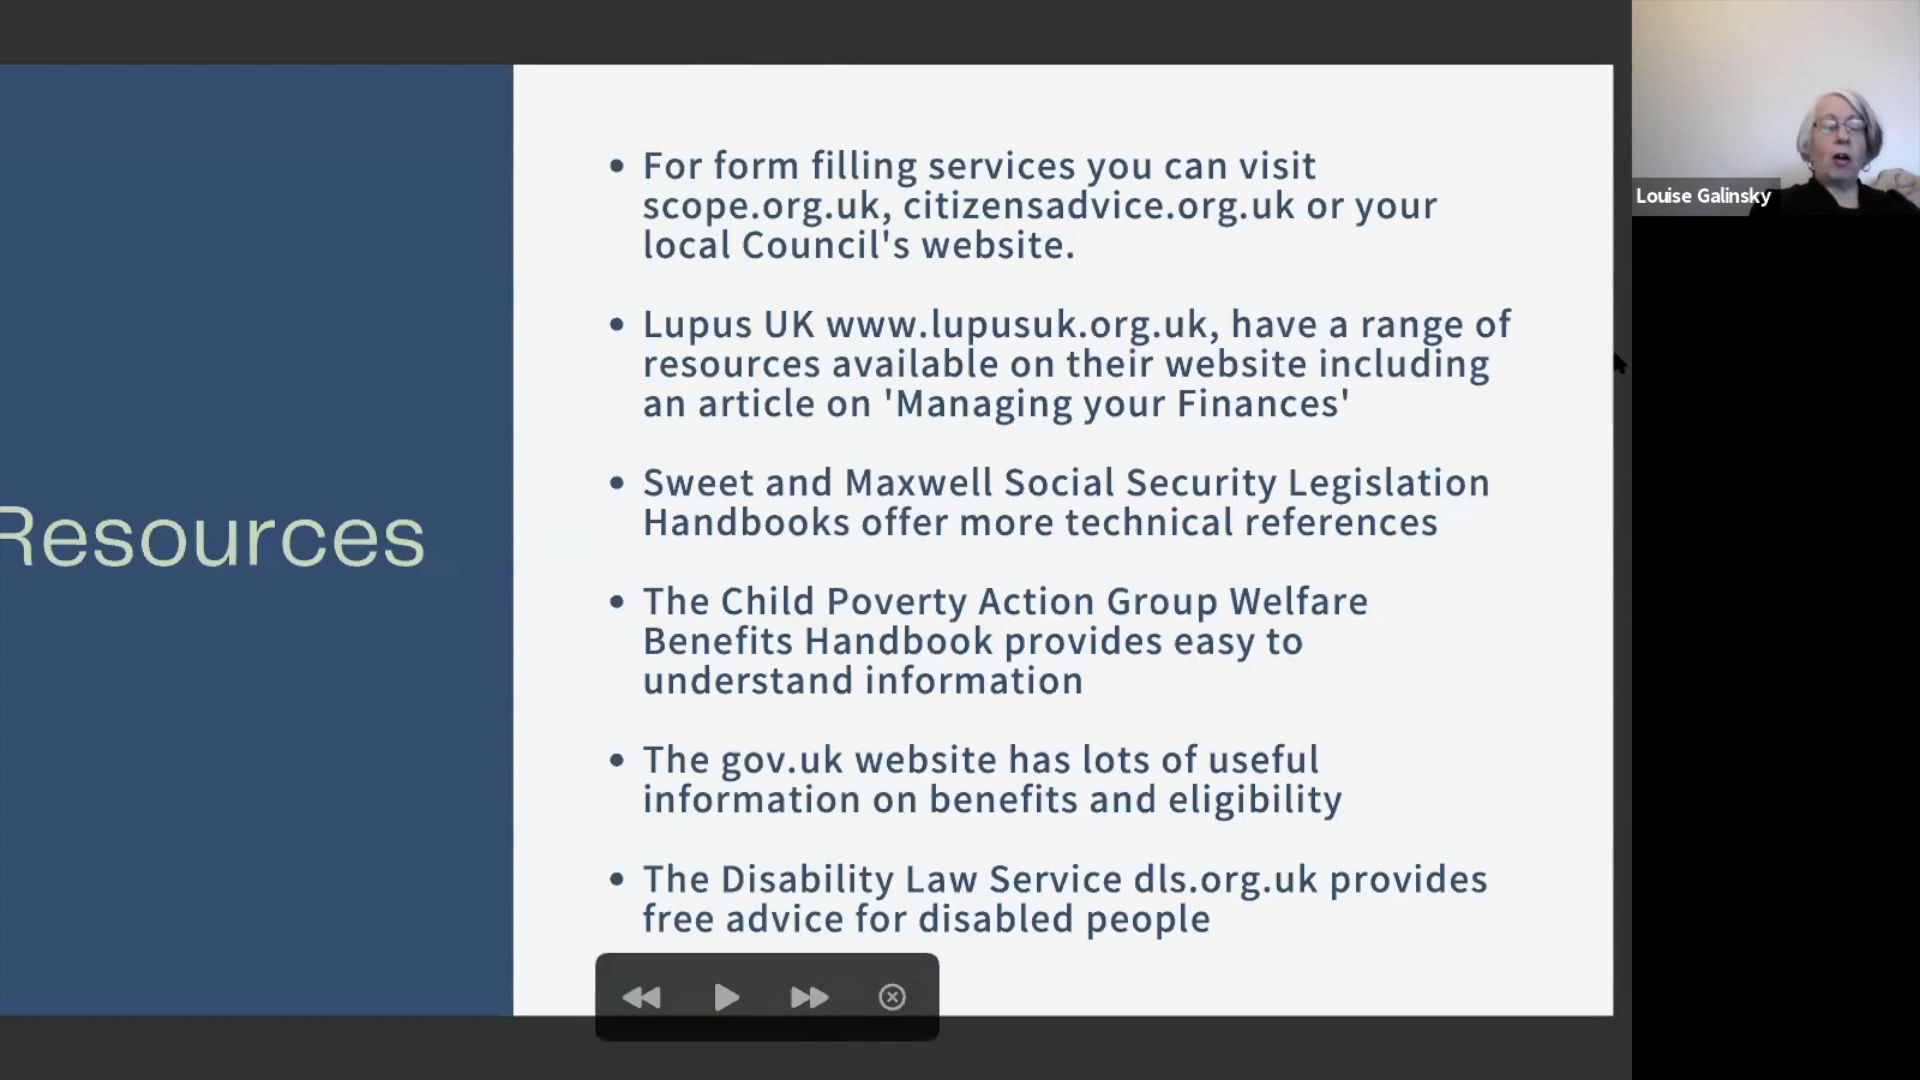 Resources
• For form filling services you can visit
scope.org.uk, citizensadvice.org.uk or your
local Council's website.
• Lupus UK www.lupusuk.org.uk, have a range of
resources available on their website including
an article on 'Managing your Finances'
• Sweet and Maxwell Social Security Legislation
Handbooks offer more technical references
• The Child Poverty Action Group Welfare
Benefits Handbook provides easy to
understand information
• The gov.uk website has lots of useful
information on benefits and eligibility
• The Disability Law Service dls.org.uk provides
free advice for disabled people
Louise Galinsky